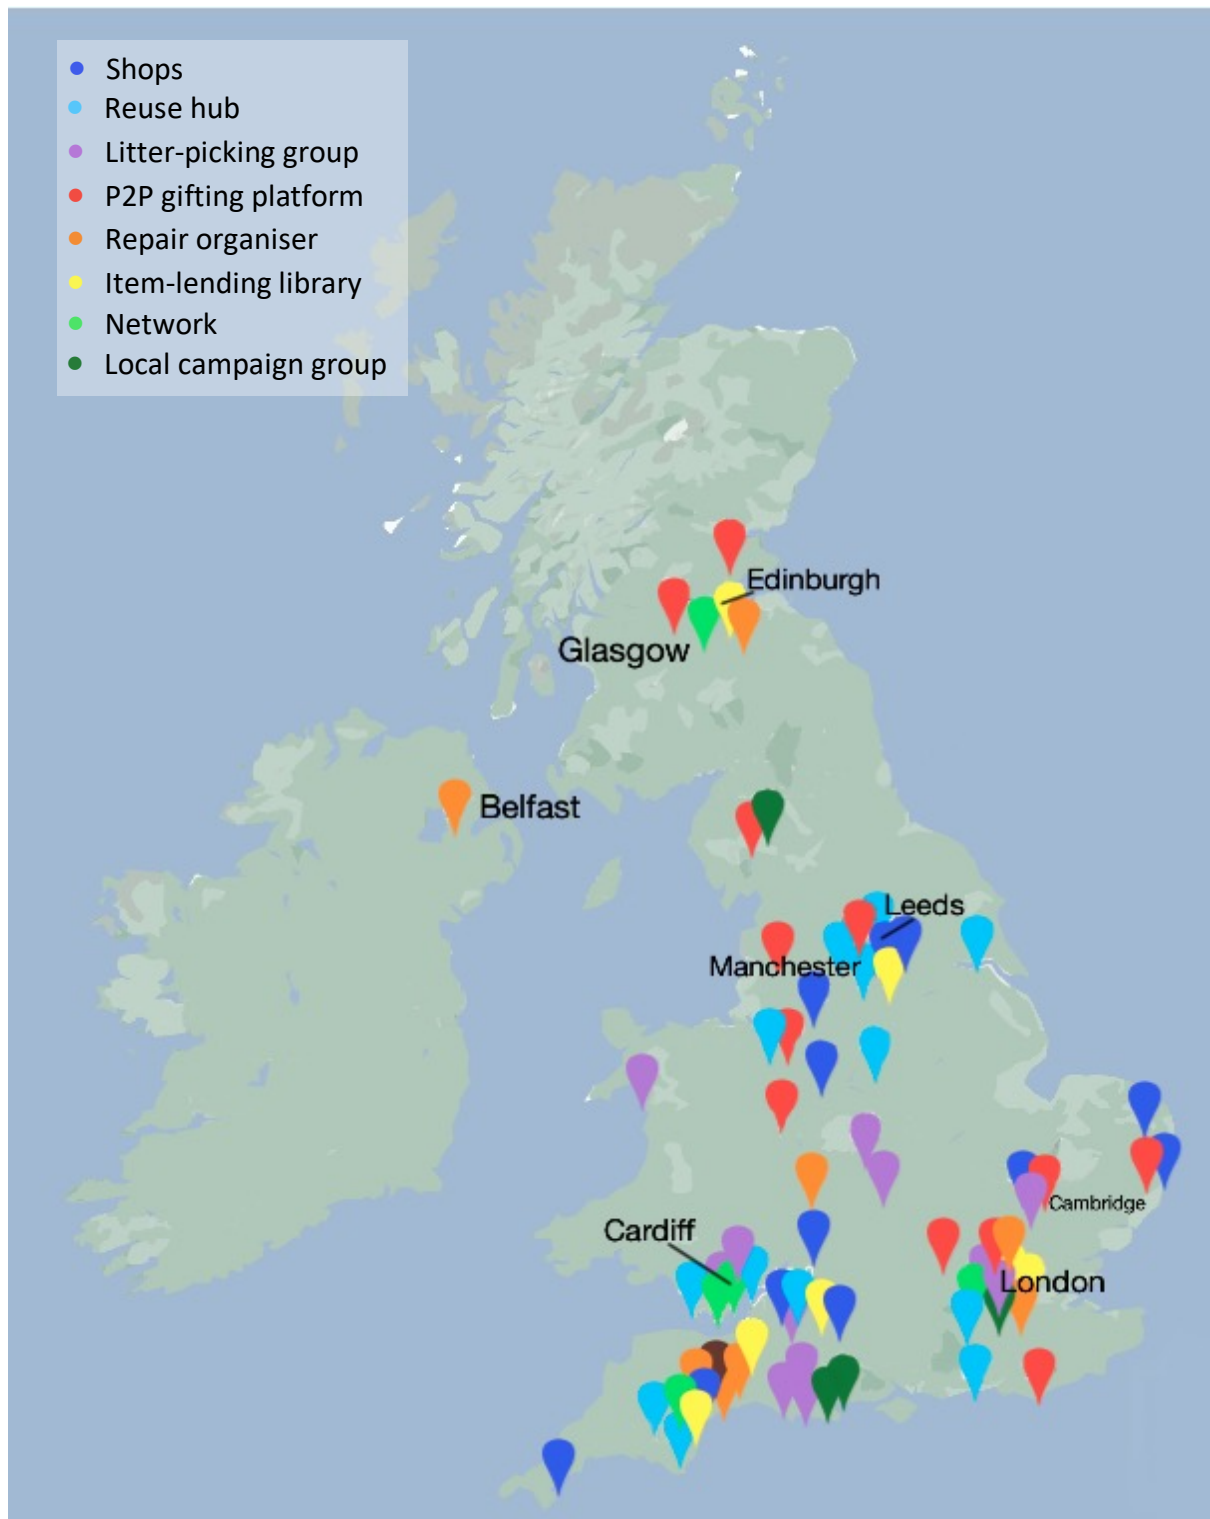 Shops
Reuse hub
Litter-picking group
P2P gifting platform
Repair organiser
Item-lending library
Network
Local campaign group
Edinburgh
Glasgow
Belfast
Leeds
Manchester
Cambridge
Cardiff
London